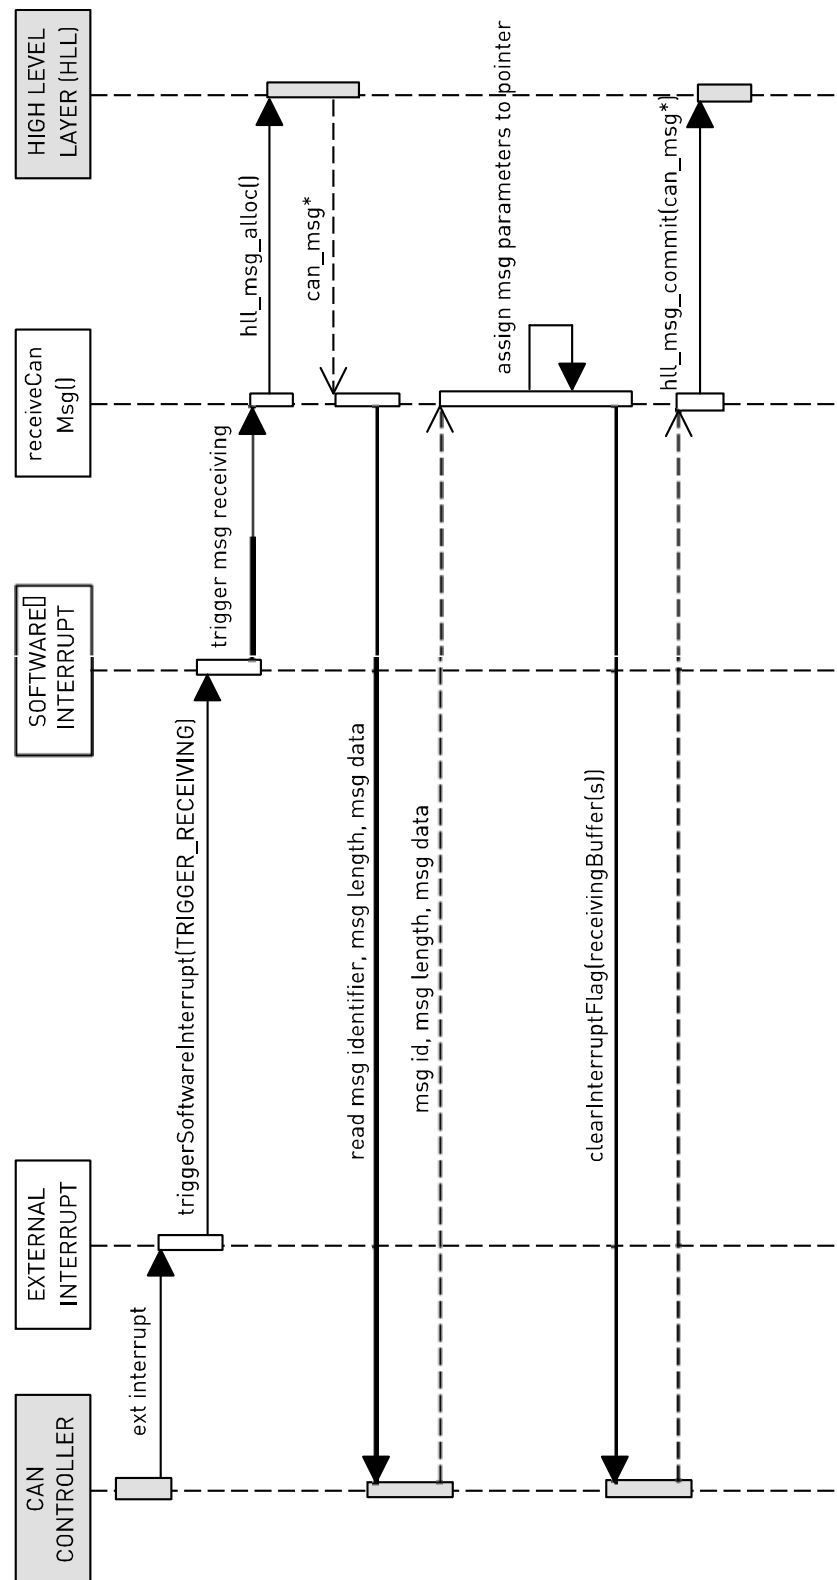 CAN
CONTROLLER
EXTERNAL
INTERRUPT
SOFTWARE[]
INTERRUPT
receiveCan
Msg()
HIGH LEVEL
LAYER (HLL)
ext interrupt
triggerSoftwareInterrupt(TRIGGER_RECEIVING)
trigger msg receiving
hll_msg_alloc()
can_msg*
read msg identifier, msg length, msg data
msg id, msg length, msg data
assign msg parameters to pointer
clearInterruptFlag(receivingBuffer(s))
hll_msg_commit(can_msg*)